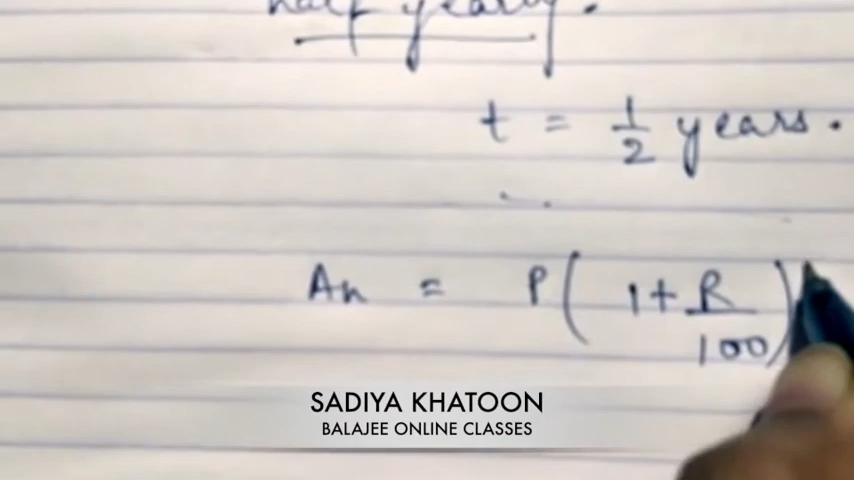 half yearly.
t = 1/2 years.
An = P( 1+R/100)
SADIYA KHATOON
BALAJEE ONLINE CLASSES